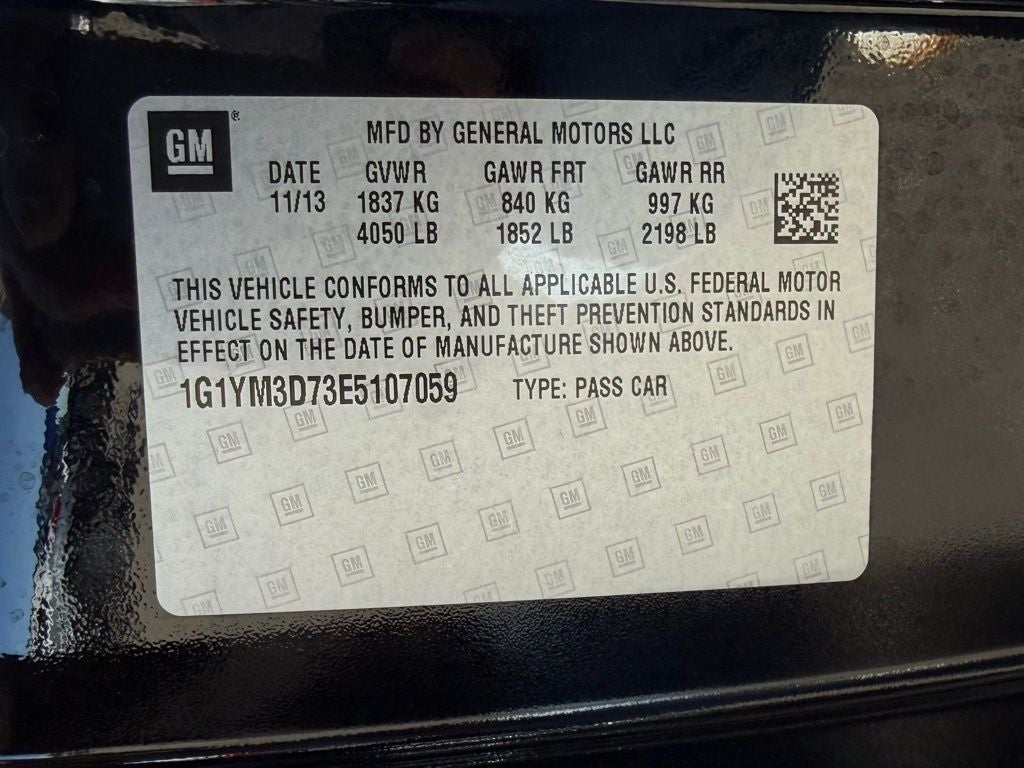 GM
MFD BY GENERAL MOTORS LLC
DATE GVWR GAWR FRT GAWR RR
11/13 1837 KG 840 KG 997 KG
4050 LB 1852 LB 2198 LB
THIS VEHICLE CONFORMS TO ALL APPLICABLE U.S. FEDERAL MOTOR
VEHICLE SAFETY, BUMPER, AND THEFT PREVENTION STANDARDS IN
EFFECT ON THE DATE OF MANUFACTURE SHOWN ABOVE.
1G1YM3D73E5107059 TYPE: PASS CAR